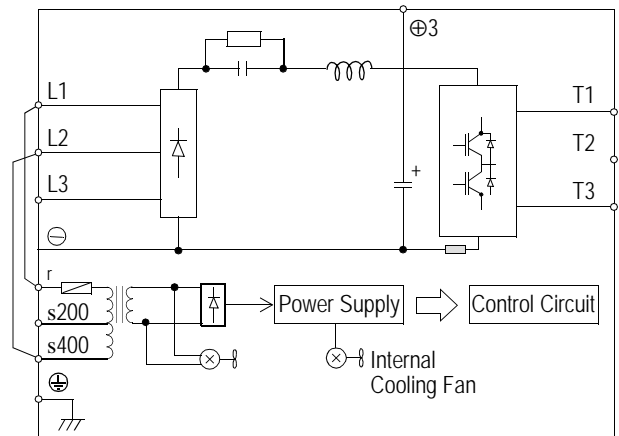 ⊕3
L1
T1
L2
T2
L3
T3
⊖
r
s200
s400
+
Power Supply
Control Circuit
Internal
Cooling Fan